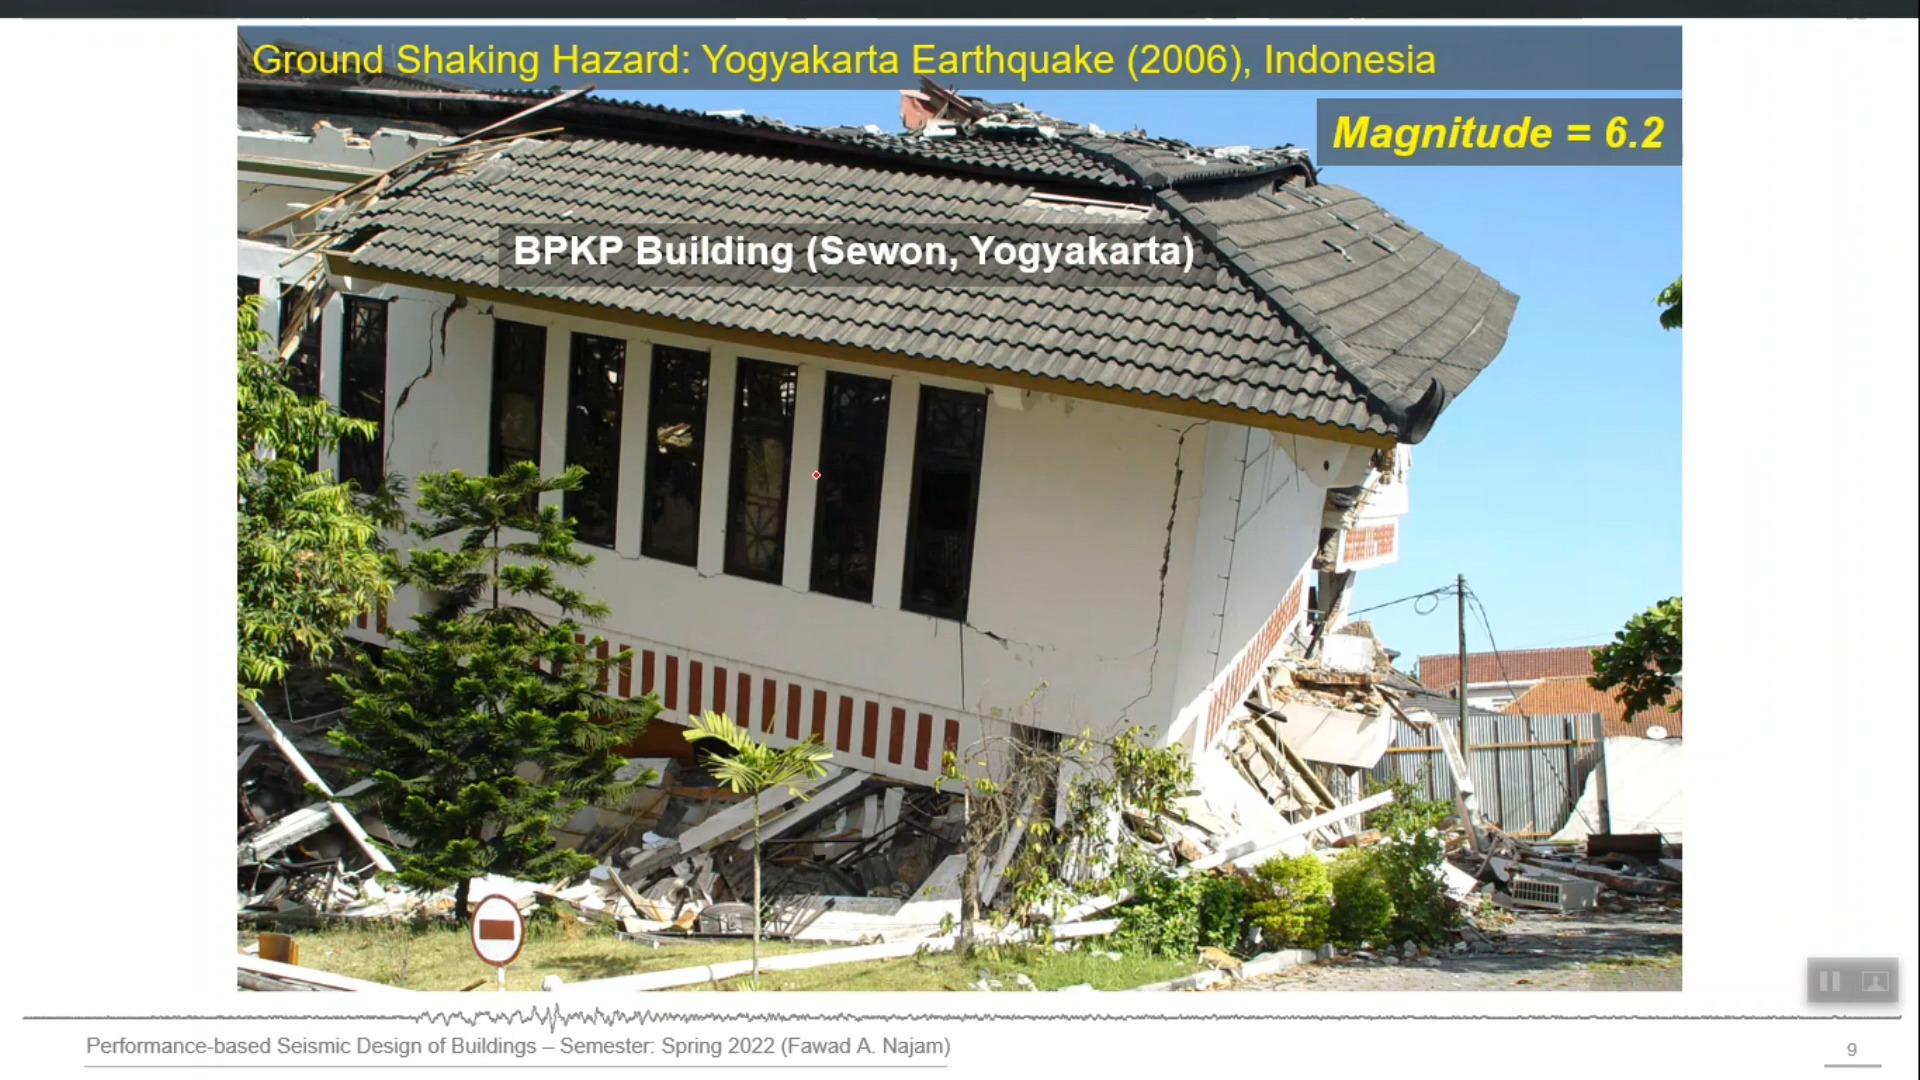 Ground Shaking Hazard: Yogyakarta Earthquake (2006), Indonesia
Magnitude = 6.2
BPKP Building (Sewon, Yogyakarta)
Performance-based Seismic Design of Buildings – Semester: Spring 2022 (Fawad A. Najam)
9